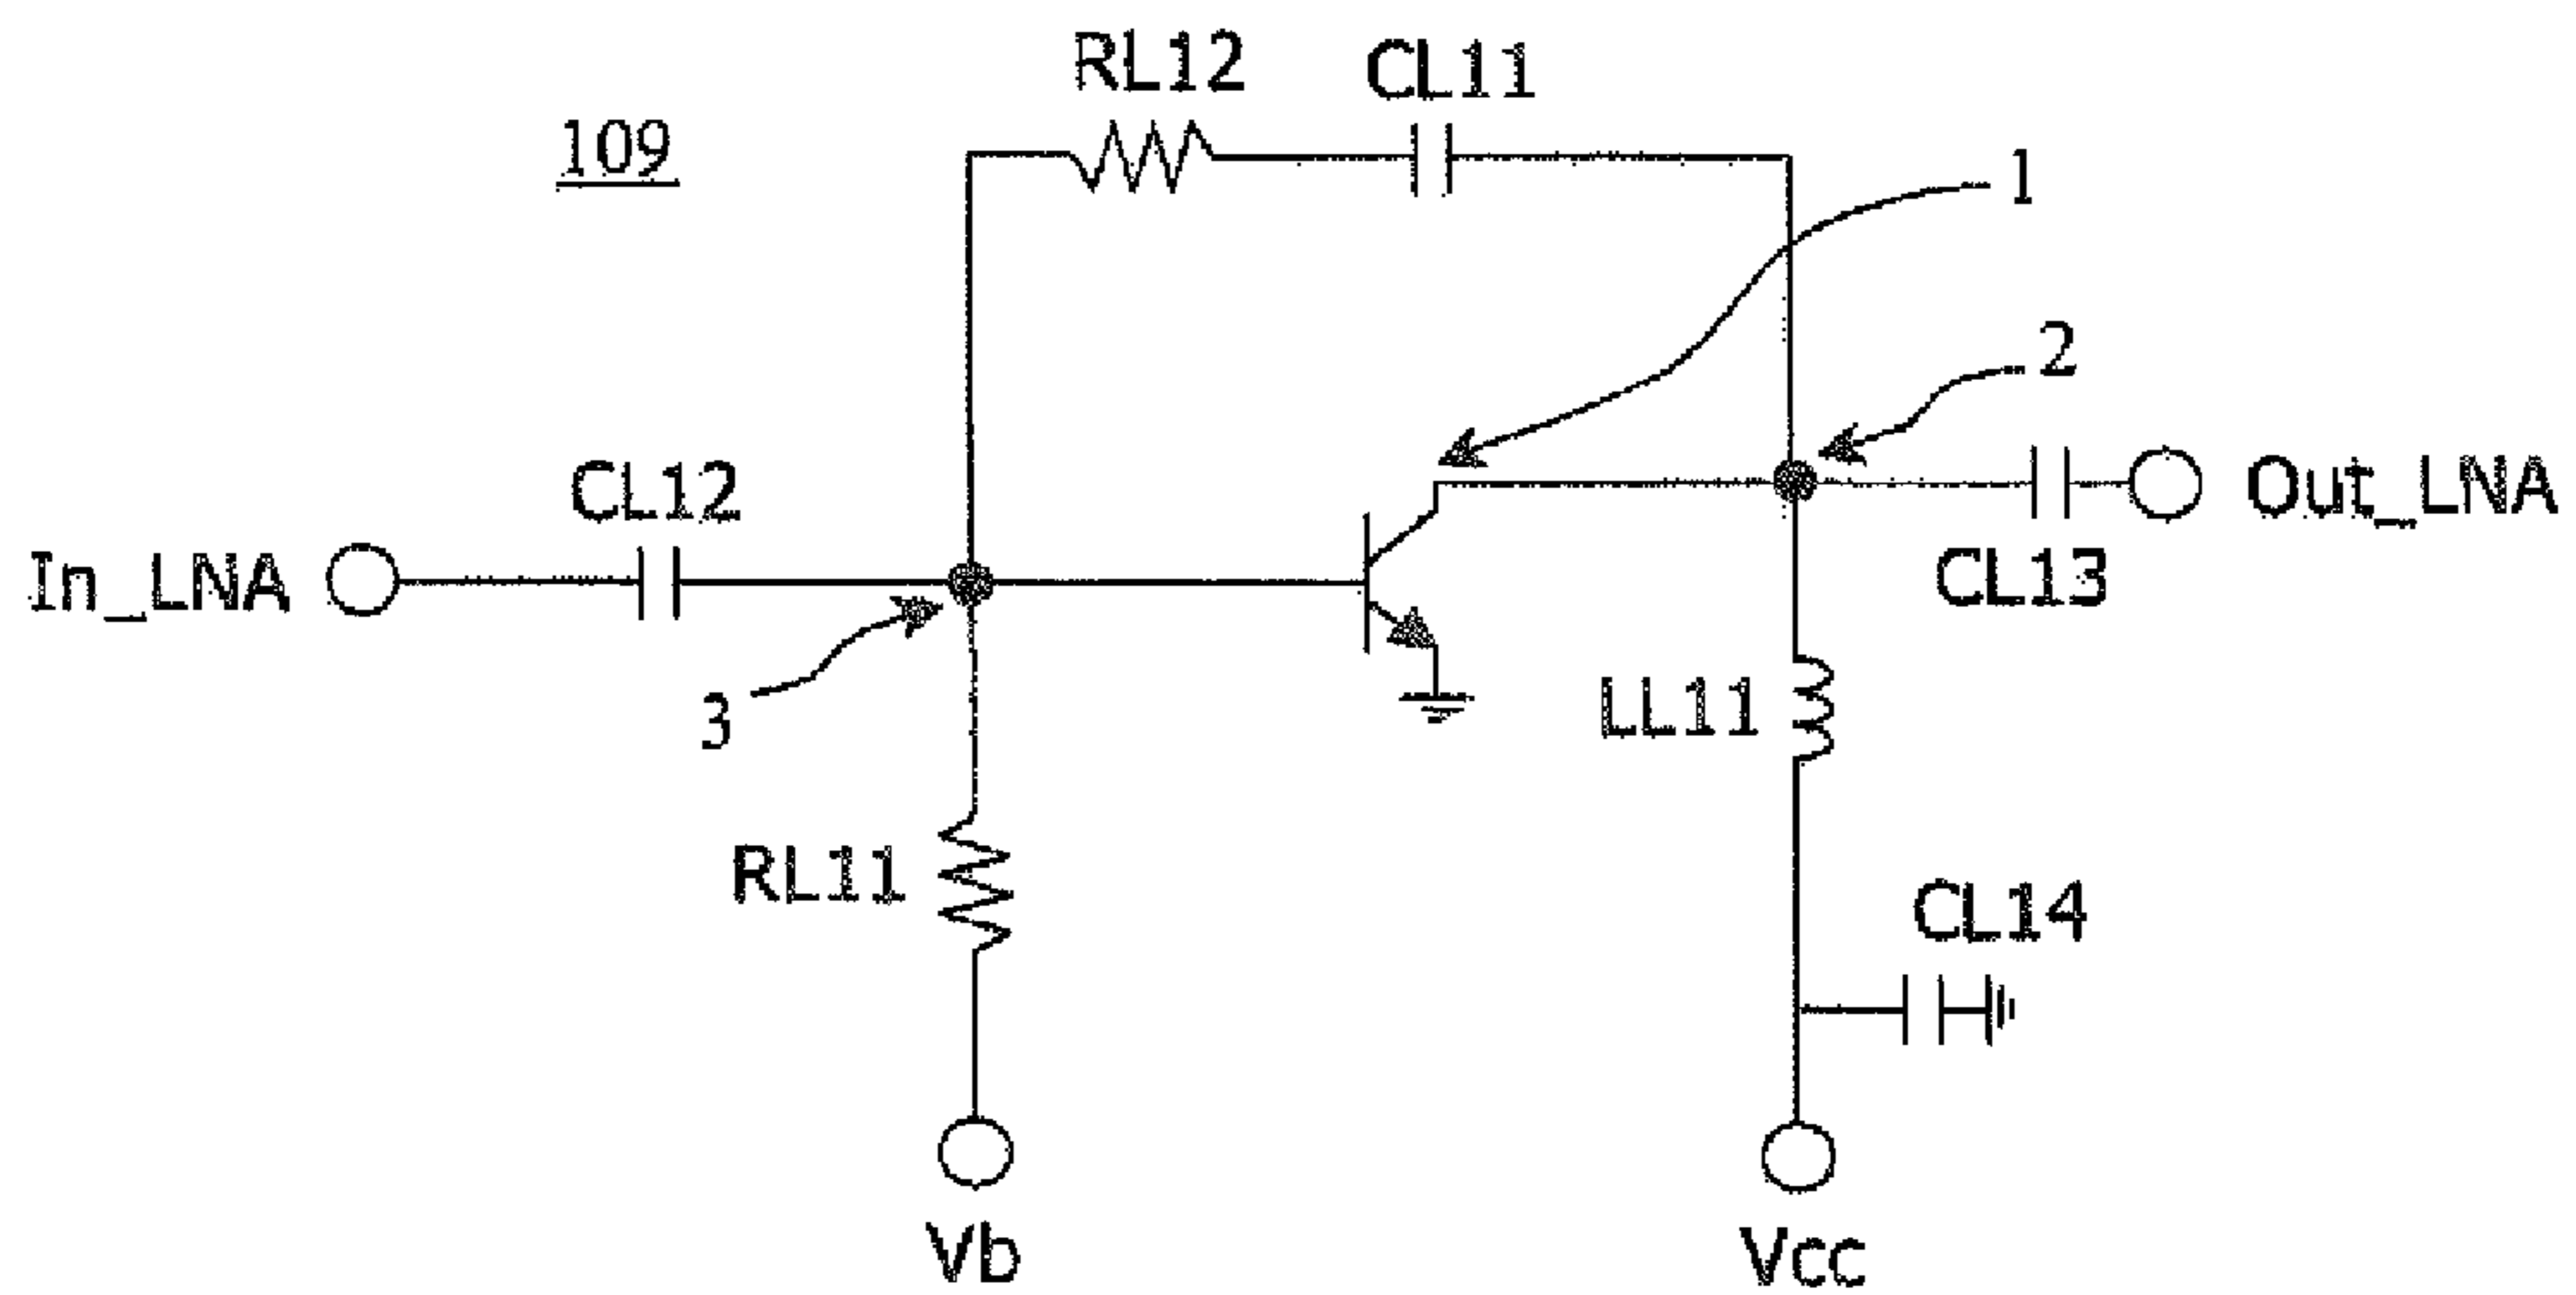 RL12
CL11
109
1
2
CL12
Out_LNA
In_LNA
CL13
3
LL11
RL11
CL14
Vb
Vcc